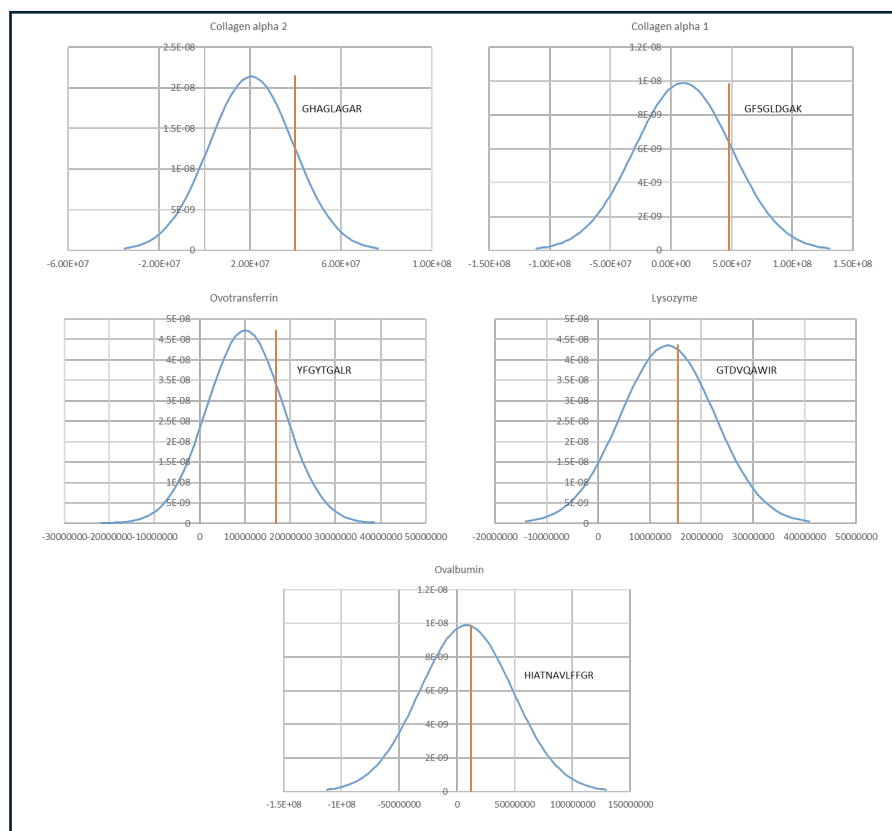 Collagen alpha 2
2.5E-08
2E-08
1.5E-08
1E-08
5E-09
0
GHAGLAGAR
-6.00E+07 -2.00E+07 2.00E+07 6.00E+07 1.00E+08
Collagen alpha 1
1.2E-08
1E-08
8E-09
6E-09
4E-09
2E-09
0
GFSGLDGAK
-1.50E+08 -1.00E+08 -5.00E+07 0.00E+00 5.00E+07 1.00E+08 1.50E+08
Ovotransferrin
5E-08
4.5E-08
4E-08
3.5E-08
3E-08
2.5E-08
2E-08
1.5E-08
1E-08
5E-09
0
YFGYTGALR
-30000000 -20000000 -10000000 0 10000000 20000000 30000000 40000000 50000000
Lysozyme
5E-08
4.5E-08
4E-08
3.5E-08
3E-08
2.5E-08
2E-08
1.5E-08
1E-08
5E-09
0
GTDVQAWIR
-20000000 -10000000 0 10000000 20000000 30000000 40000000 50000000
Ovalbumin
1.2E-08
1E-08
8E-09
6E-09
4E-09
2E-09
0
HIATNAVLFFGR
-1.5E+08 -1E+08 -50000000 0 50000000 100000000 150000000